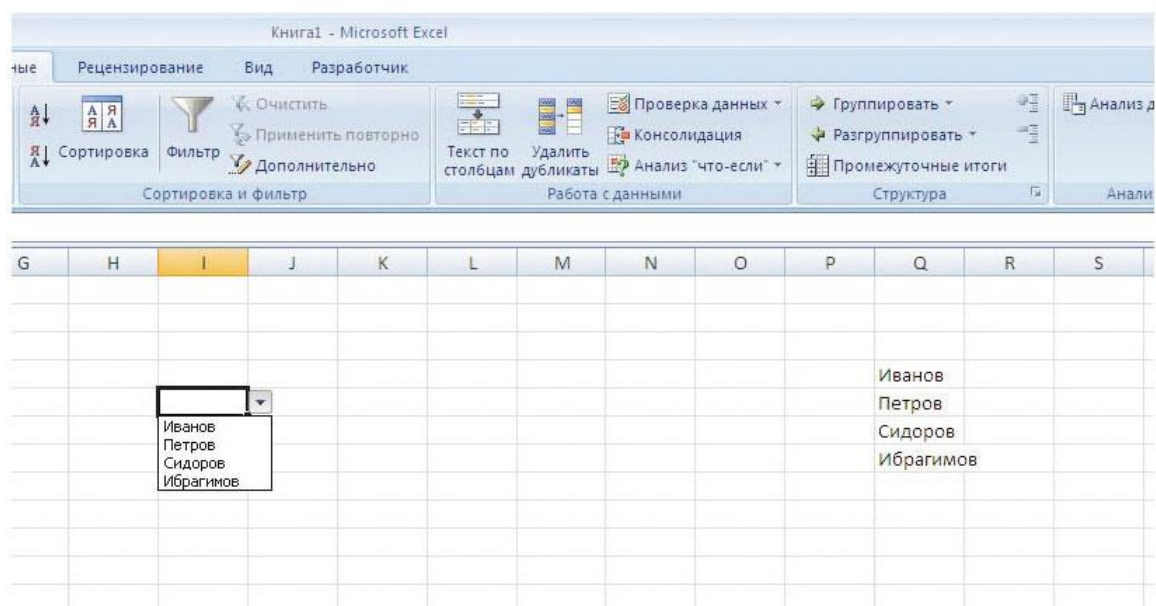 Книга1 - Microsoft Excel
ные Рецензирование Вид Разработчик
Сортировка
Фильтр
Очистить
Применить повторно
Дополнительно
Сортировка и фильтр
Текст по столбцам
Удалить дубликаты
Проверка данных
Консолидация
Анализ "что-если"
Работа с данными
Группировать
Разгруппировать
Промежуточные итоги
Структура
Анализ д
Анали
G H I J K L M N O P Q R S
Иванов
Петров
Сидоров
Ибрагимов
Иванов
Петров
Сидоров
Ибрагимов